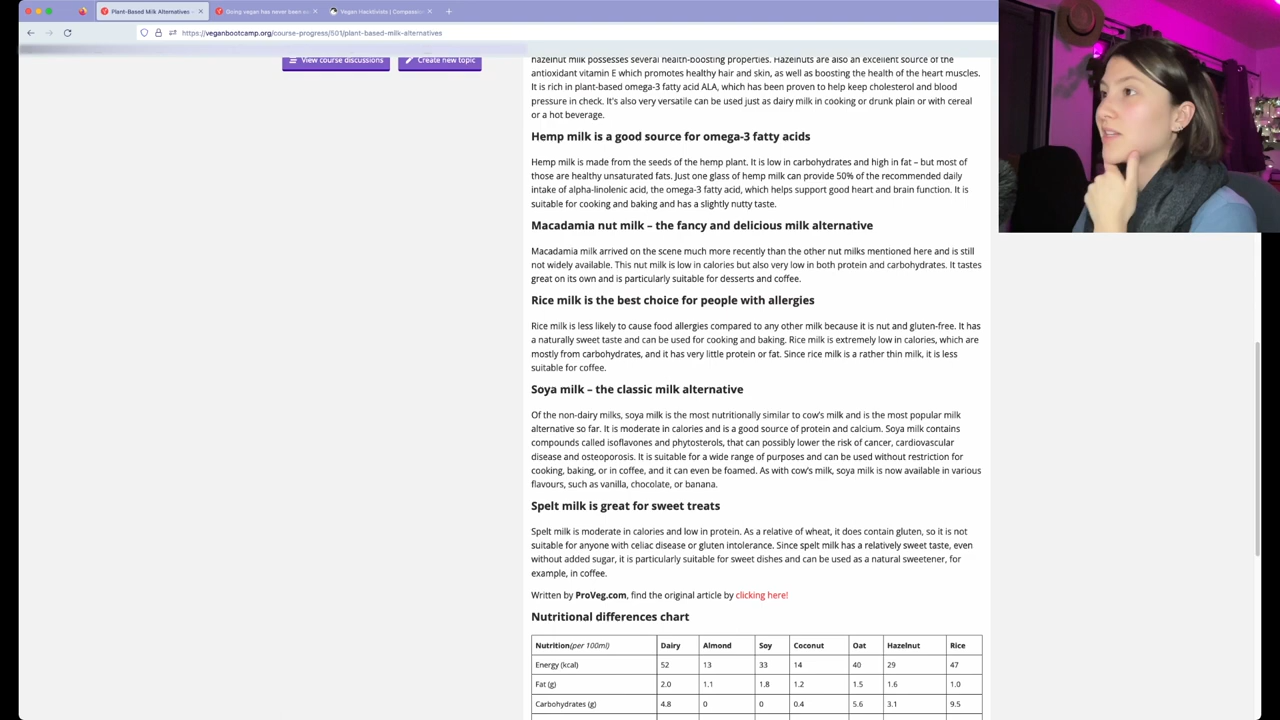 Plant-Based Milk Alternatives
Going vegan has never been e
Vegan Hacktivists | Compassion
https://veganbootcamp.org/course-progress/501/plant-based-milk-alternatives
View course discussions
Create new topic
hazelnut milk possesses several health-boosting properties. Hazelnuts are also an excellent source of the
antioxidant vitamin E which promotes healthy hair and skin, as well as boosting the health of the heart muscles.
It is rich in plant-based omega-3 fatty acid ALA, which has been proven to help keep cholesterol and blood
pressure in check. It's also very versatile can be used just as dairy milk in cooking or drunk plain or with cereal
or a hot beverage.
Hemp milk is a good source for omega-3 fatty acids
Hemp milk is made from the seeds of the hemp plant. It is low in carbohydrates and high in fat – but most of
those are healthy unsaturated fats. Just one glass of hemp milk can provide 50% of the recommended daily
intake of alpha-linolenic acid, the omega-3 fatty acid, which helps support good heart and brain function. It is
suitable for cooking and baking and has a slightly nutty taste.
Macadamia nut milk – the fancy and delicious milk alternative
Macadamia milk arrived on the scene much more recently than the other nut milks mentioned here and is still
not widely available. This nut milk is low in calories but also very low in both protein and carbohydrates. It tastes
great on its own and is particularly suitable for desserts and coffee.
Rice milk is the best choice for people with allergies
Rice milk is less likely to cause food allergies compared to any other milk because it is nut and gluten-free. It has
a naturally sweet taste and can be used for cooking and baking. Rice milk is extremely low in calories, which are
mostly from carbohydrates, and it has very little protein or fat. Since rice milk is a rather thin milk, it is less
suitable for coffee.
Soya milk – the classic milk alternative
Of the non-dairy milks, soya milk is the most nutritionally similar to cow's milk and is the most popular milk
alternative so far. It is moderate in calories and is a good source of protein and calcium. Soya milk contains
compounds called isoflavones and phytosterols, that can possibly lower the risk of cancer, cardiovascular
disease and osteoporosis. It is suitable for a wide range of purposes and can be used without restriction for
cooking, baking, or in coffee, and it can even be foamed. As with cow's milk, soya milk is now available in various
flavours, such as vanilla, chocolate, or banana.
Spelt milk is great for sweet treats
Spelt milk is moderate in calories and low in protein. As a relative of wheat, it does contain gluten, so it is not
suitable for anyone with celiac disease or gluten intolerance. Since spelt milk has a relatively sweet taste, even
without added sugar, it is particularly suitable for sweet dishes and can be used as a natural sweetener, for
example, in coffee.
Written by ProVeg.com, find the original article by clicking here!
Nutritional differences chart
Nutrition(per 100ml) Dairy Almond Soy Coconut Oat Hazelnut Rice
Energy (kcal) 52 13 33 14 40 29 47
Fat (g) 2.0 1.1 1.8 1.2 1.5 1.6 1.0
Carbohydrates (g) 4.8 0 0 0.4 5.6 3.1 9.5